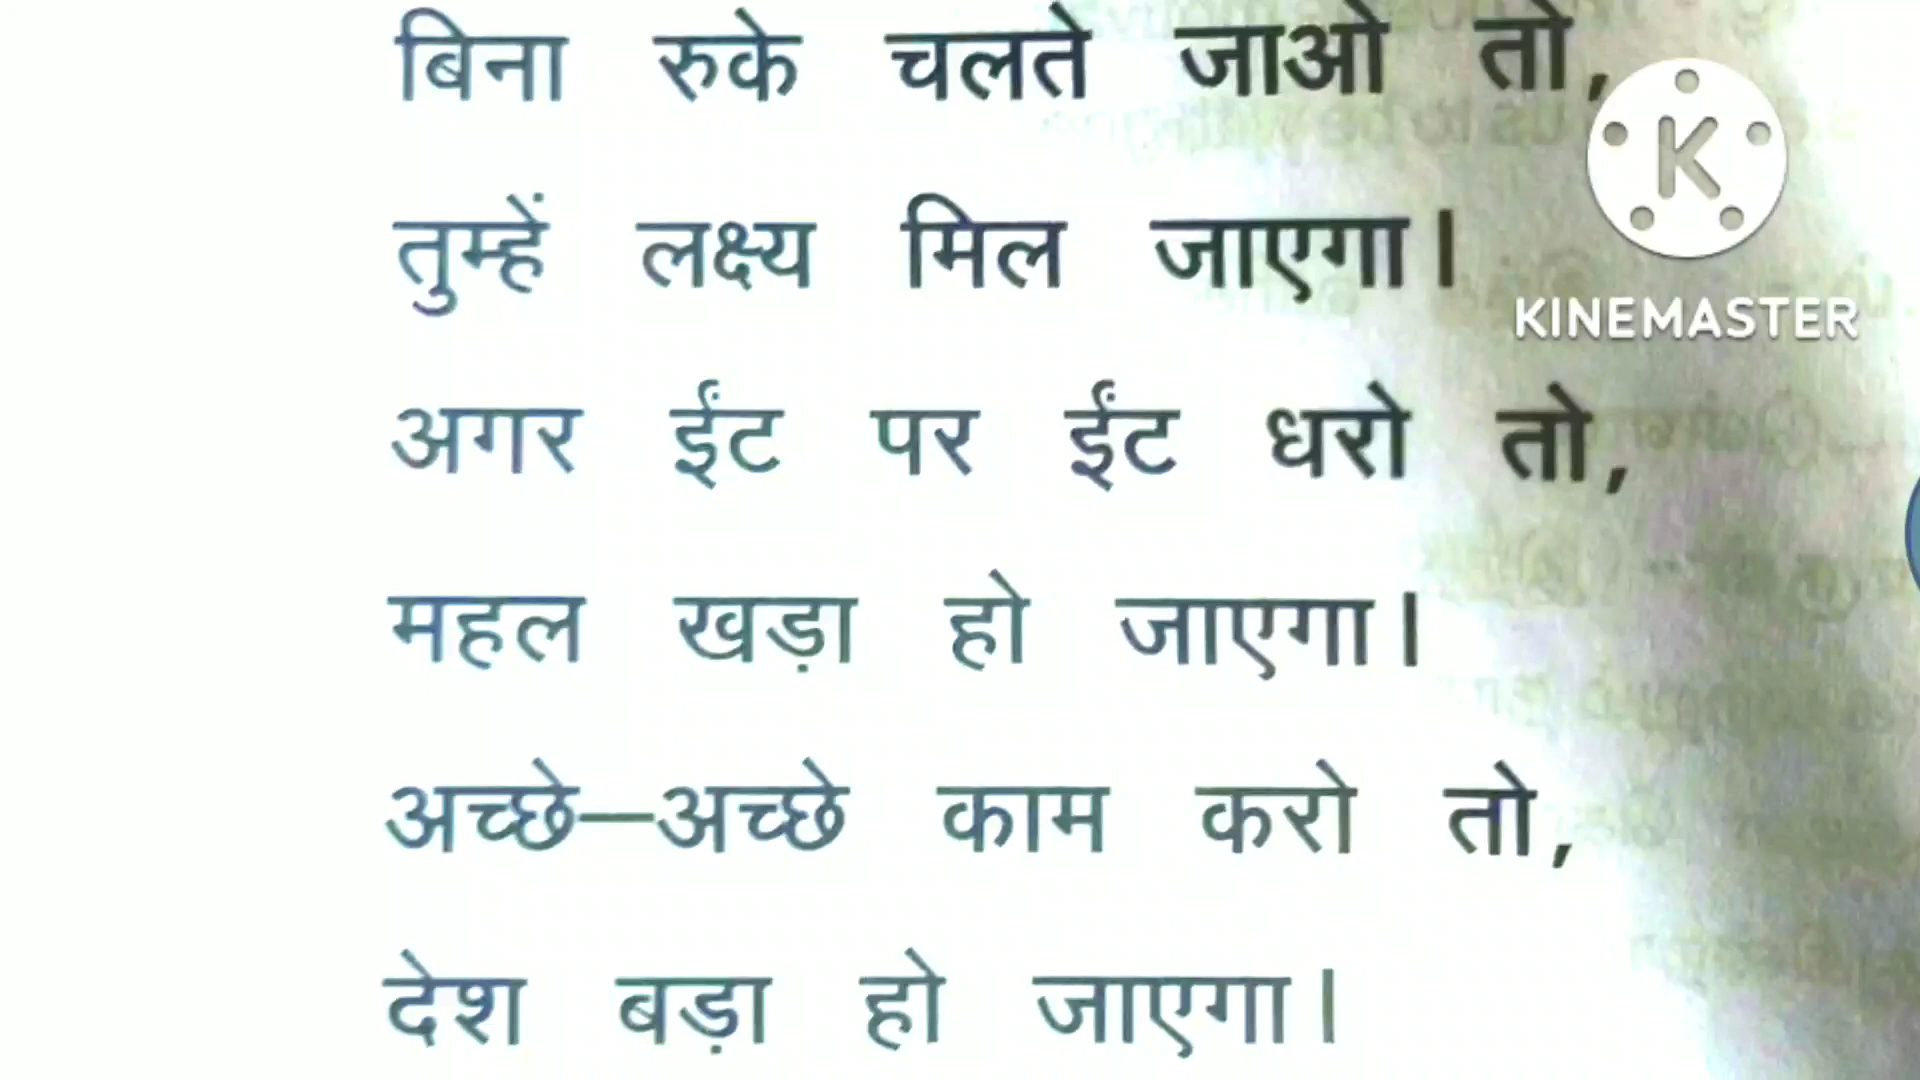 बिना रुके चलते जाओ तो,
तुम्हें लक्ष्य मिल जाएगा।
अगर ईंट पर ईंट धरो तो,
महल खड़ा हो जाएगा।
अच्छे—अच्छे काम करो तो,
देश बड़ा हो जाएगा।
K
KINEMASTER